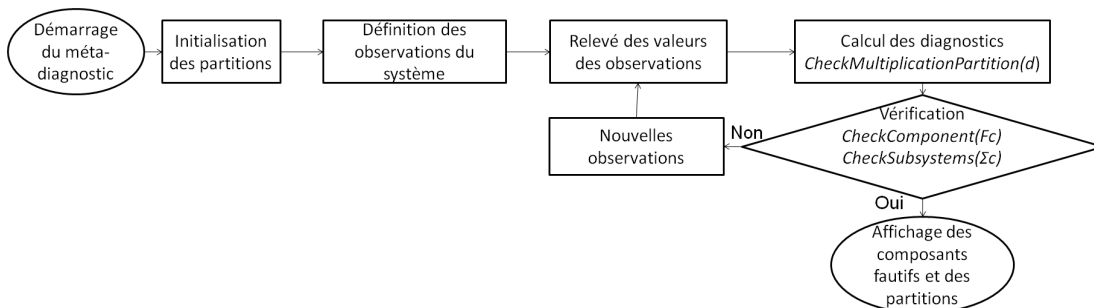 Démarrage
du méta-
diagnostic
Initialisation
des partitions
Définition des
observations du
système
Relevé des valeurs
des observations
Calcul des diagnostics
CheckMultiplicationPartition(d)
Nouvelles
observations
Non
Vérification
CheckComponent(Fc)
CheckSubsystems(Σc)
Oui
Affichage des
composants
fautifs et des
partitions